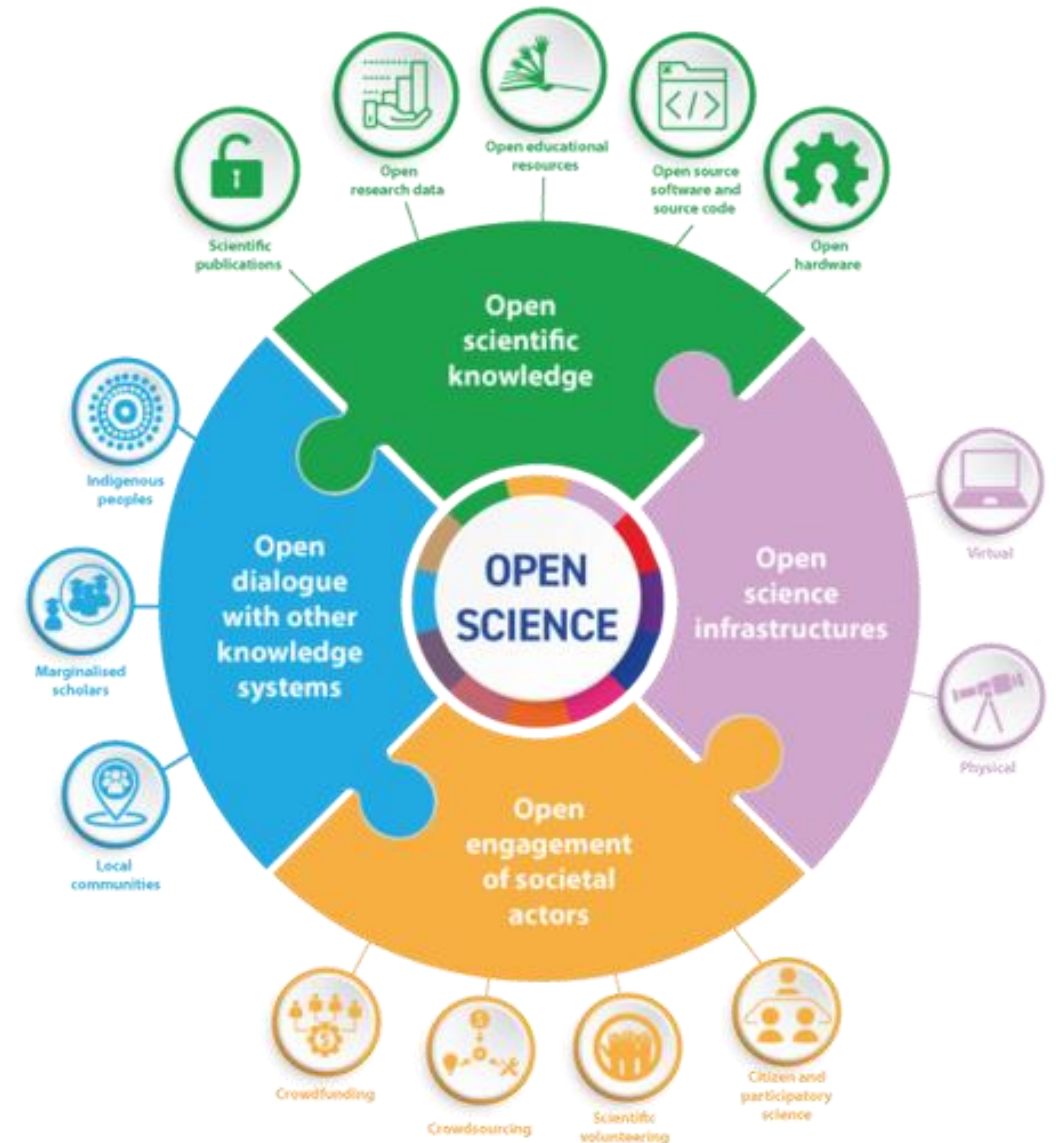 Open educational
resources
Open
research data
Open source
software and
source code
Scientific
publications
Open
hardware
Open
scientific
knowledge
Indigenous
peoples
Marginalised
scholars
Local
communities
Open
dialogue
with other
knowledge
systems
OPEN
SCIENCE
Open
science
infrastructures
Virtual
Physical
Open
engagement
of societal
actors
Crowdfunding
Crowdsourcing
Scientific
volunteering
Citizen and
participatory
science